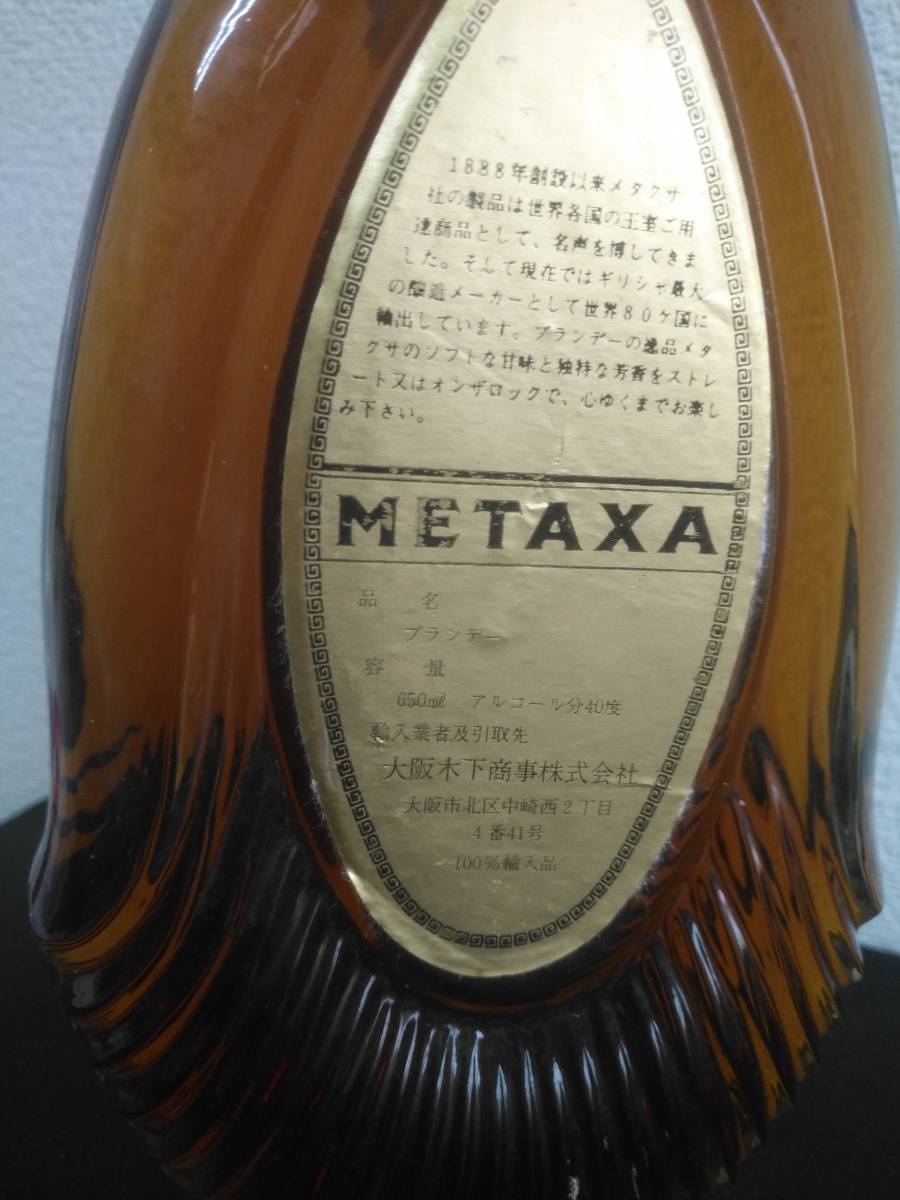 1888年創設以来メタクサ
社の製品は世界各国の王室ご用
達商品として、名声を博してきま
した。そして現在ではギリシャ最大
の醸造メーカーとして世界80ケ国に
輸出しています。ブランデーの逸品メタ
クサのソフトな甘味と独特な芳香をストレ
ート又はオンザロックで、心ゆくまでお楽し
み下さい。
METAXA
品 名
ブランデー
容 量
650㎖ アルコール分40度
輸入業者及引取先
大阪木下商事株式会社
大阪市北区中崎西2丁目
4番41号
100%輸入品